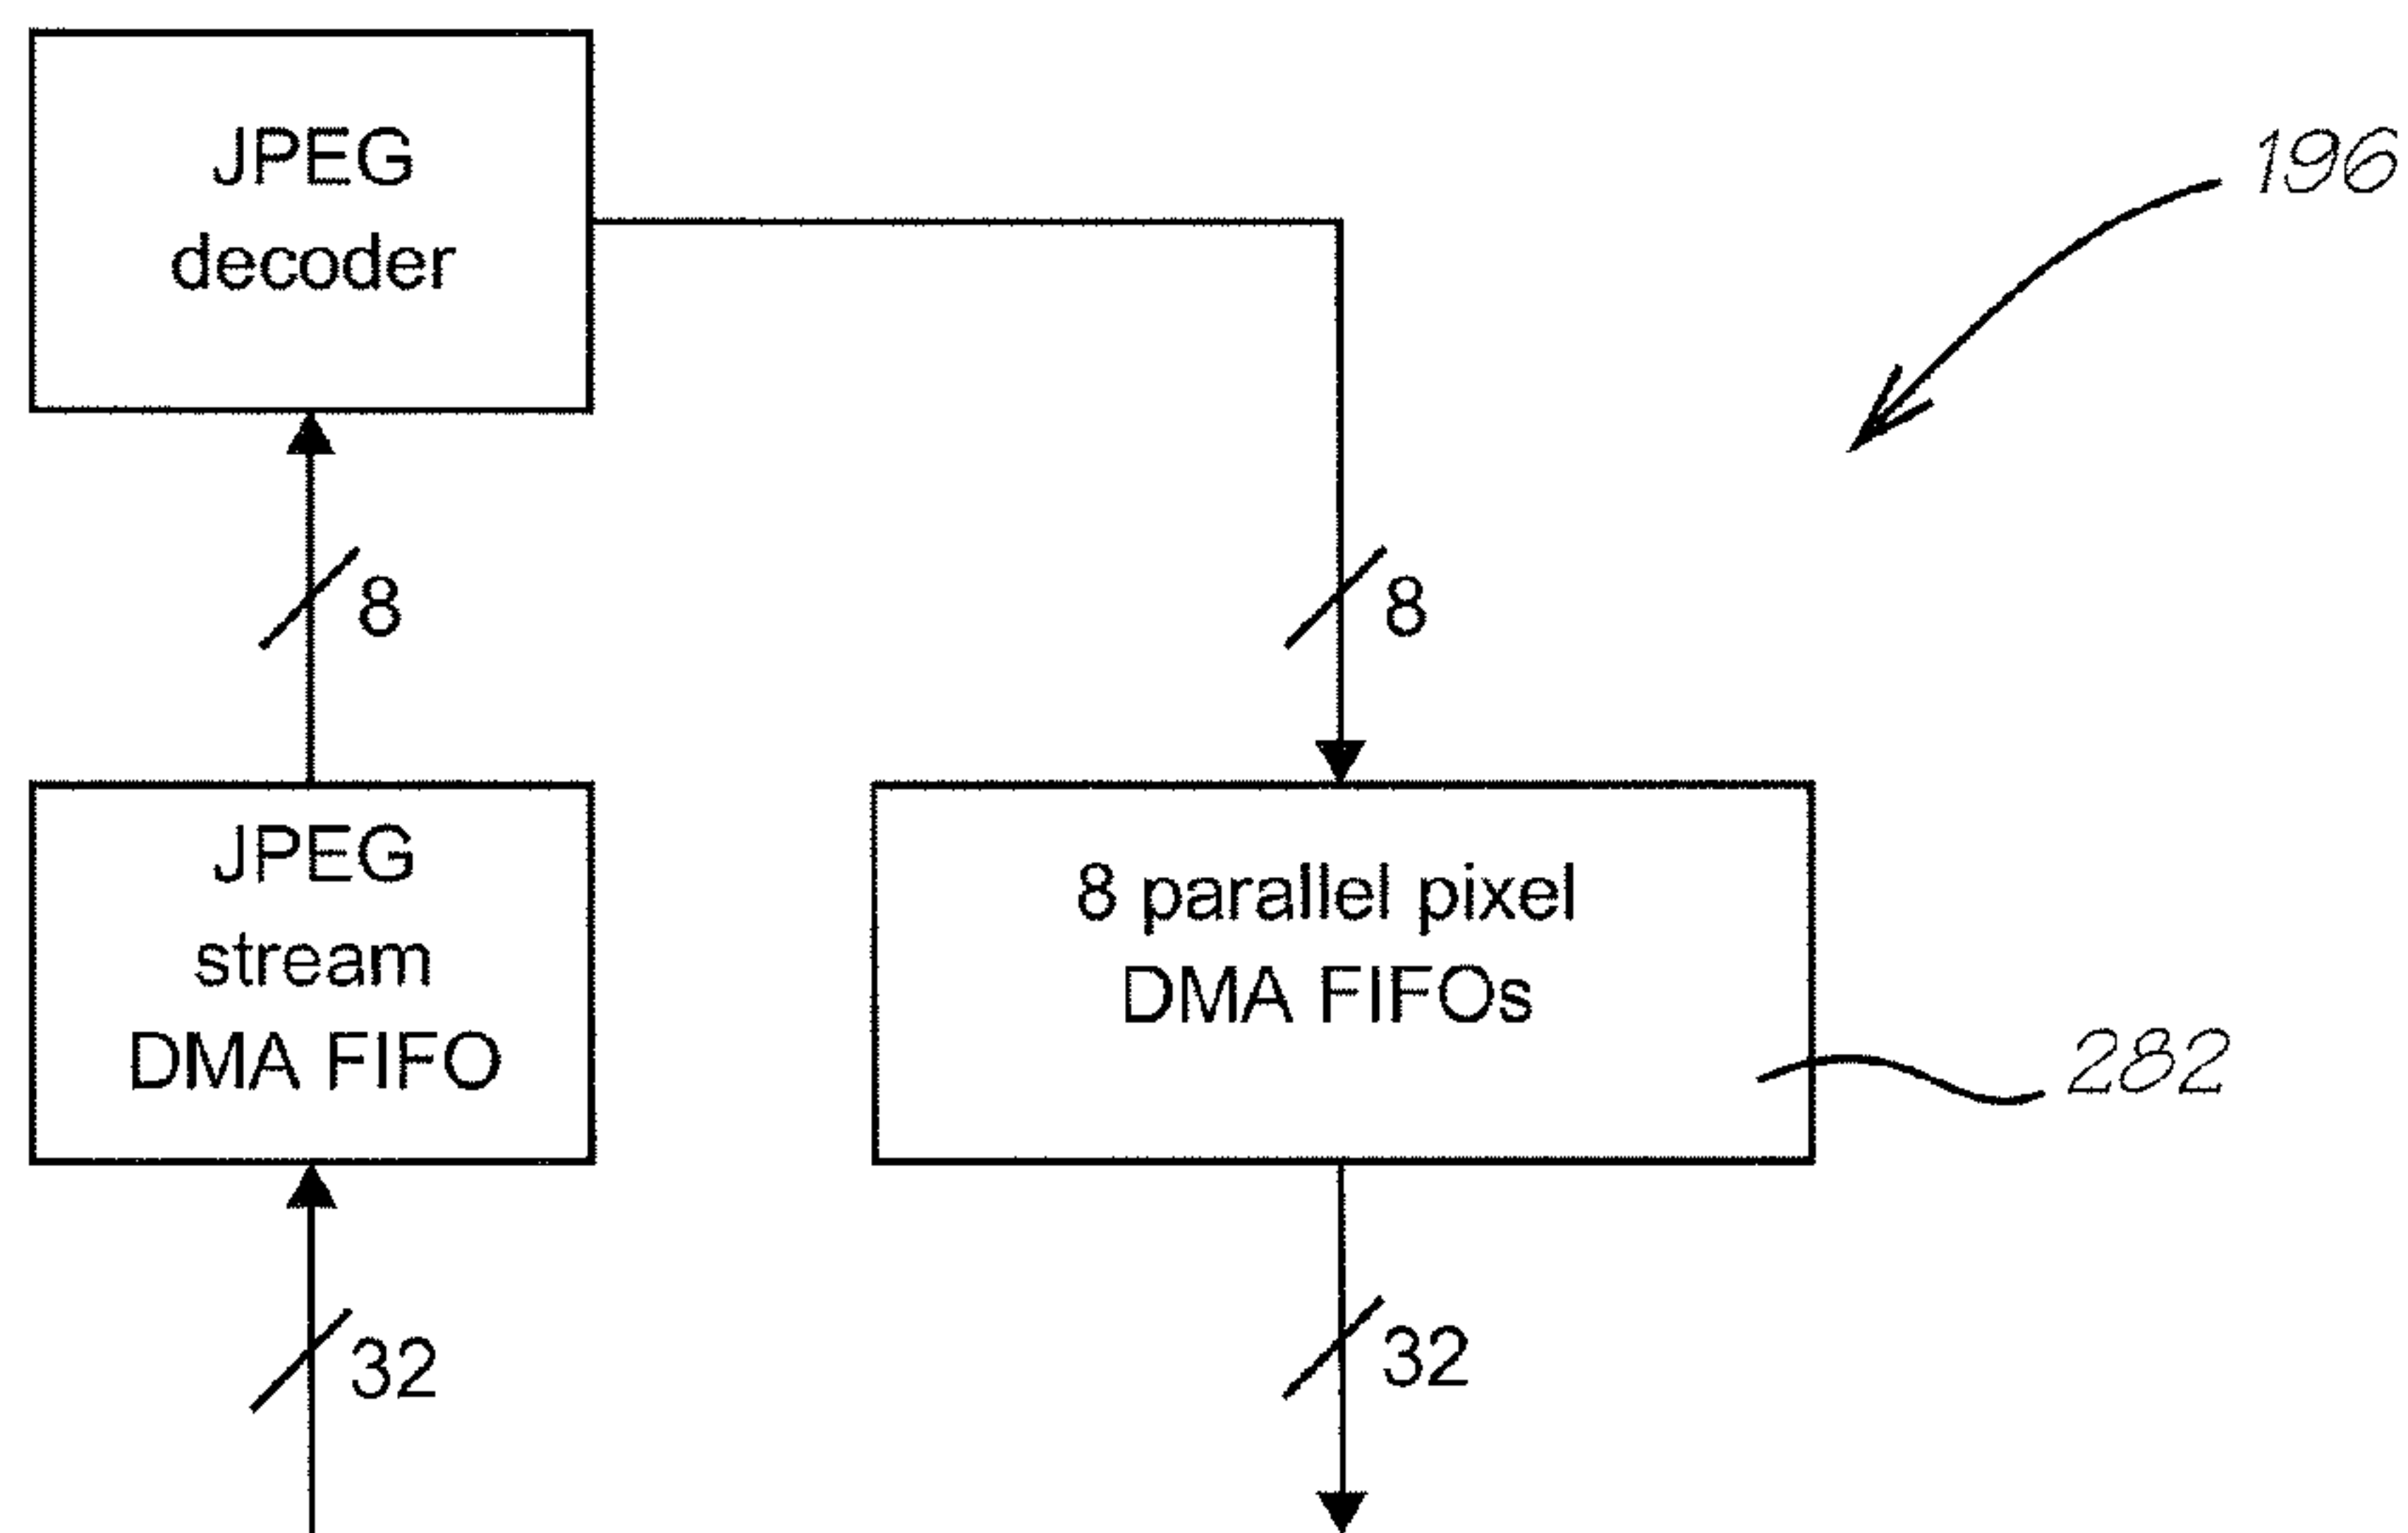 JPEG
decoder
196
8
8
JPEG
stream
DMA FIFO
8 parallel pixel
DMA FIFOs
282
32
32